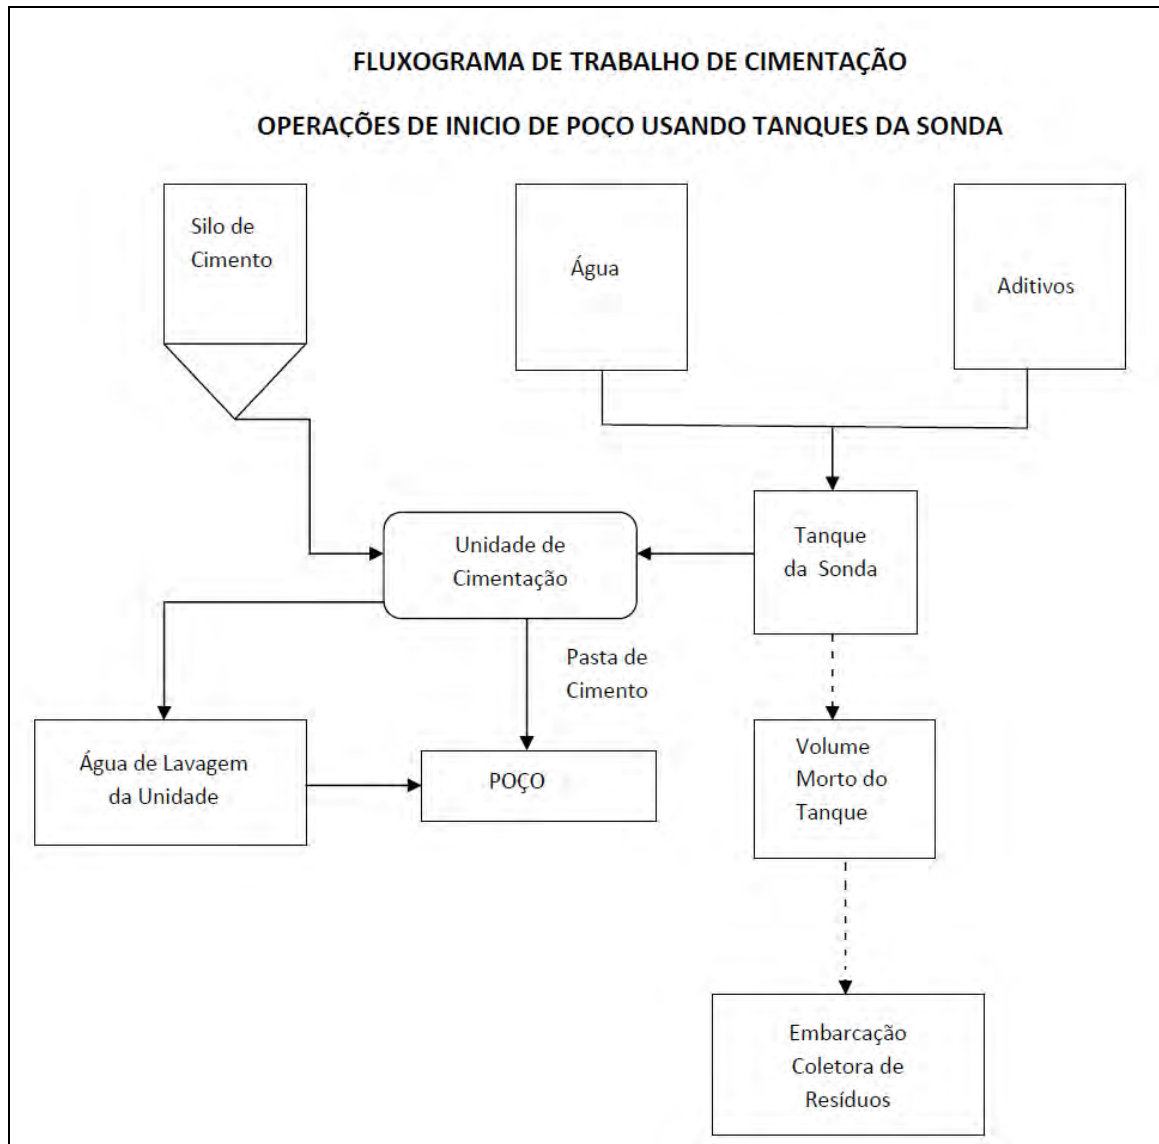 FLUXOGRAMA DE TRABALHO DE CIMENTAÇÃO
OPERAÇÕES DE INICIO DE POÇO USANDO TANQUES DA SONDA
Silo de
Cimento
Água
Aditivos
Unidade de
Cimentação
Tanque
da Sonda
Pasta de
Cimento
Água de Lavagem
da Unidade
POÇO
Volume
Morto do
Tanque
Embarcação
Coletora de
Resíduos